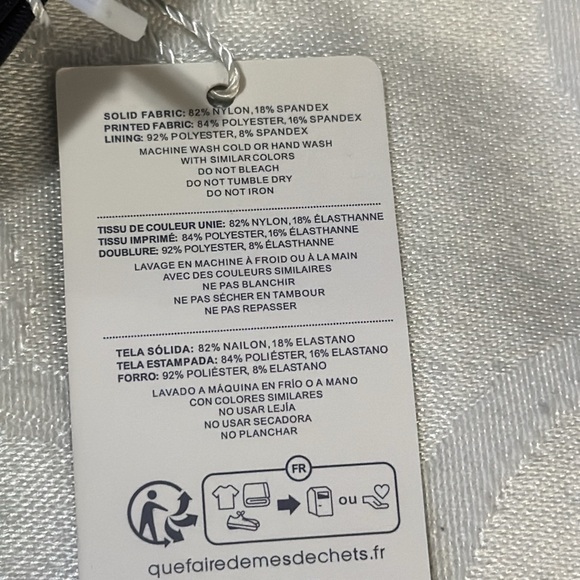 SOLID FABRIC: 82% NYLON, 18% SPANDEX
PRINTED FABRIC: 84% POLYESTER, 16% SPANDEX
LINING: 92% POLYESTER, 8% SPANDEX
MACHINE WASH COLD OR HAND WASH
WITH SIMILAR COLORS
DO NOT BLEACH
DO NOT TUMBLE DRY
DO NOT IRON
TISSU DE COULEUR UNIE: 82% NYLON, 18% ÉLASTHANNE
TISSU IMPRIMÉ: 84% POLYESTER, 16% ÉLASTHANNE
DOUBLURE: 92% POLYESTER, 8% ÉLASTHANNE
LAVAGE EN MACHINE À FROID OU À LA MAIN
AVEC DES COULEURS SIMILAIRES
NE PAS BLANCHIR
NE PAS SÉCHER EN TAMBOUR
NE PAS REPASSER
TELA SÓLIDA: 82% NAILON, 18% ELASTANO
TELA ESTAMPADA: 84% POLIÉSTER, 16% ELASTANO
FORRO: 92% POLIÉSTER, 8% ELASTANO
LAVADO A MÁQUINA EN FRÍO O A MANO
CON COLORES SIMILARES
NO USAR LEJÍA
NO USAR SECADORA
NO PLANCHAR
FR
ou
quefairedemesdechets.fr